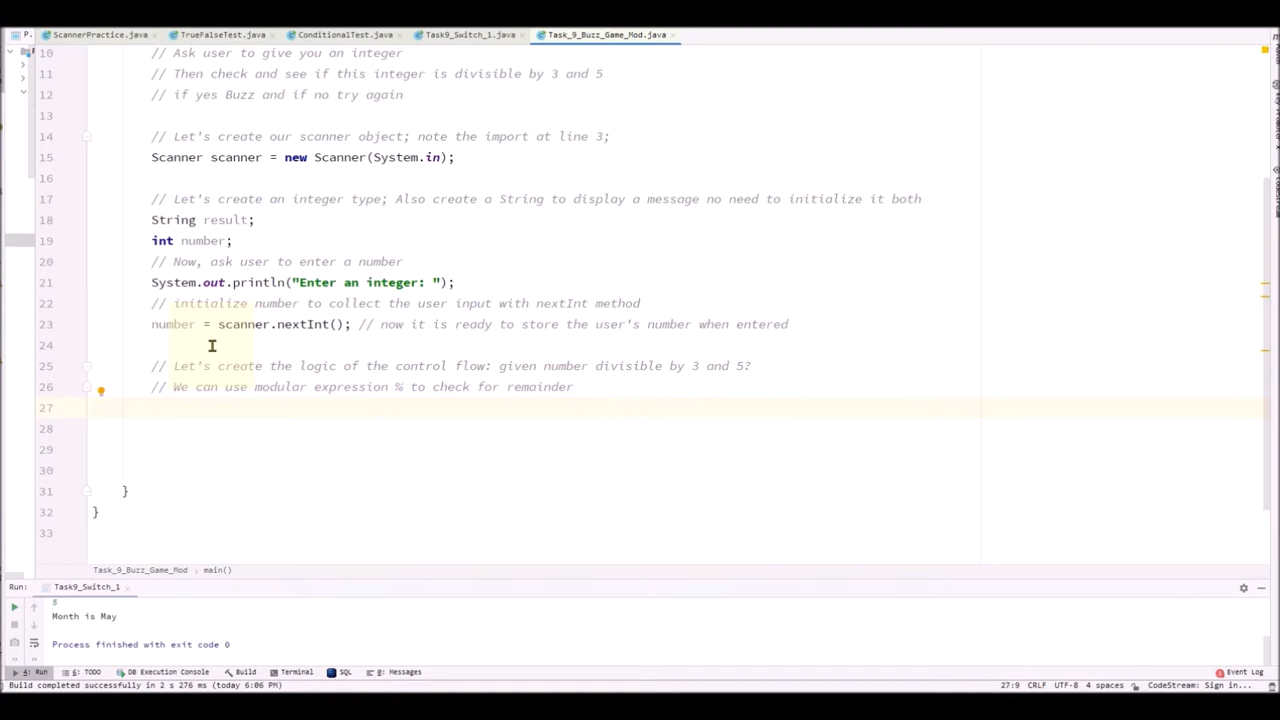 P.
ScannerPractice.java
TrueFalseTest.java
ConditionalTest.java
Task9_Switch_1.java
Task_9_Buzz_Game_Mod.java
10 // Ask user to give you an integer
11 // Then check and see if this integer is divisible by 3 and 5
12 // if yes Buzz and if no try again
13
14 // Let's create our scanner object; note the import at line 3;
15 Scanner scanner = new Scanner(System.in);
16
17 // Let's create an integer type; Also create a String to display a message no need to initialize it both
18 String result;
19 int number;
20 // Now, ask user to enter a number
21 System.out.println("Enter an integer: ");
22 // initialize number to collect the user input with nextInt method
23 number = scanner.nextInt(); // now it is ready to store the user's number when entered
24
25 // Let's create the logic of the control flow: given number divisible by 3 and 5?
26 // We can use modular expression % to check for remainder
27
28
29
30
31 }
32 }
33
Task_9_Buzz_Game_Mod › main()
Run: Task9_Switch_1
5
Month is May
Process finished with exit code 0
4: Run 6: TODO DB Execution Console Build Terminal SQL 0: Messages Event Log
Build completed successfully in 2 s 276 ms (today 6:06 PM) 27:9 CRLF UTF-8 4 spaces CodeStream: Sign in...